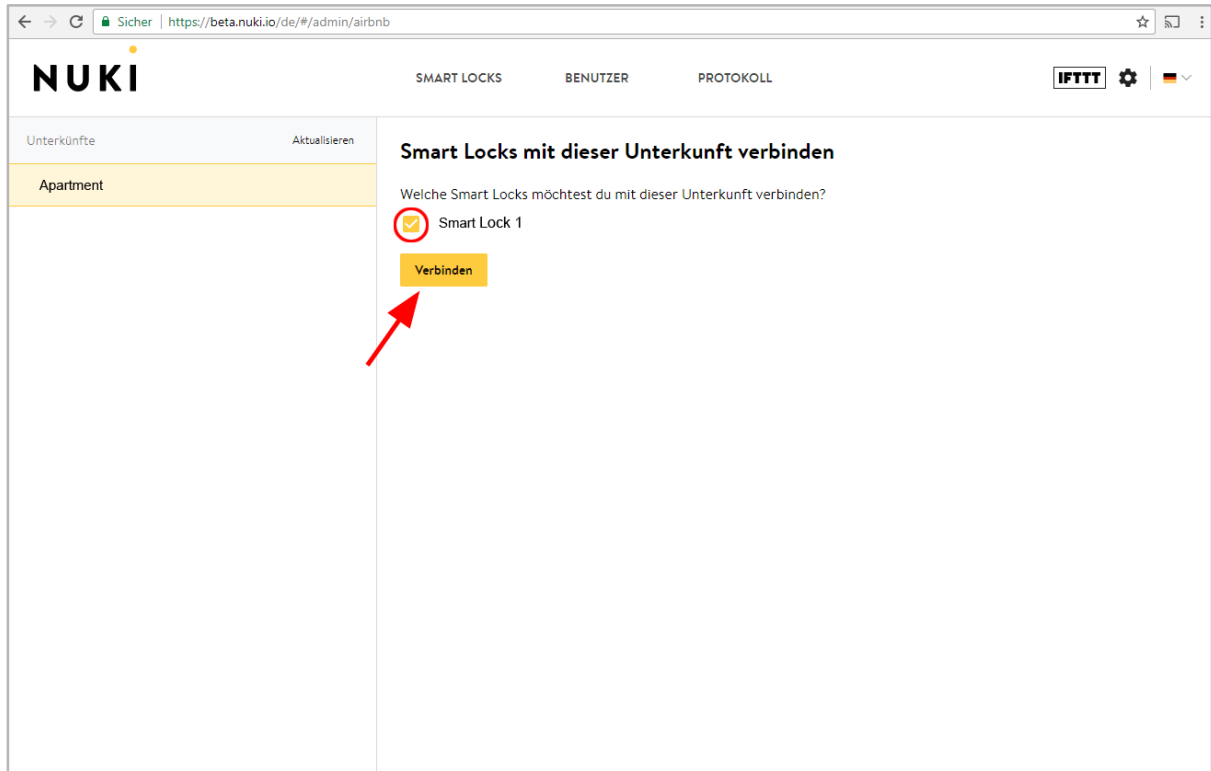 Sicher https://beta.nuki.io/de/#/admin/airbnb
NUKI
SMART LOCKS BENUTZER PROTOKOLL IFTTT
Unterkünfte Aktualisieren
Apartment
Smart Locks mit dieser Unterkunft verbinden
Welche Smart Locks möchtest du mit dieser Unterkunft verbinden?
Smart Lock 1
Verbinden